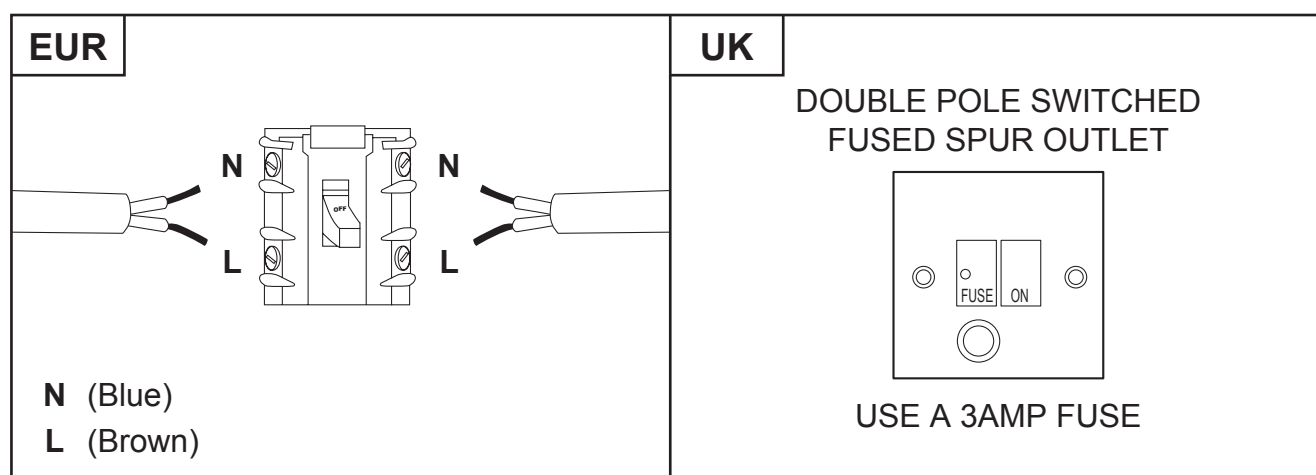 EUR
N
N
OFF
L
L
N (Blue)
L (Brown)
UK
DOUBLE POLE SWITCHED
FUSED SPUR OUTLET
FUSE ON
USE A 3AMP FUSE